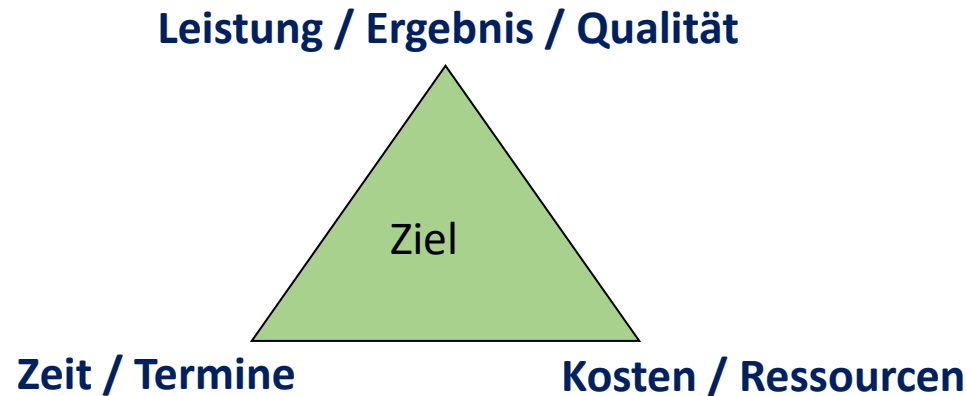 Leistung / Ergebnis / Qualität
Ziel
Zeit / Termine
Kosten / Ressourcen